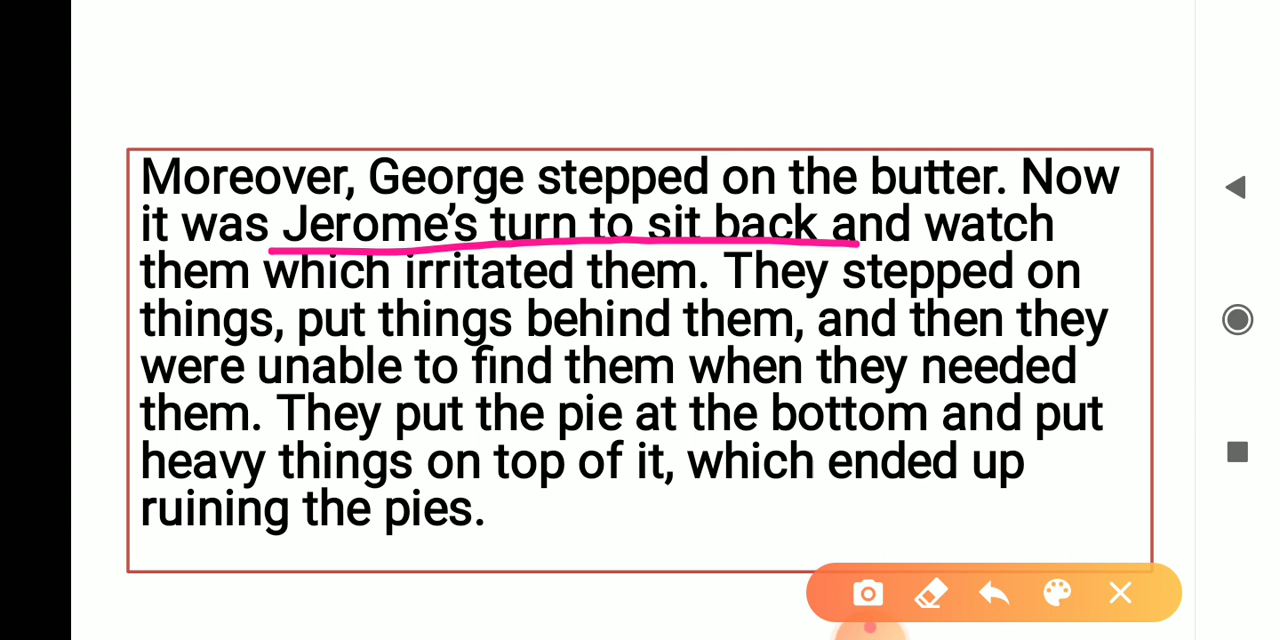 Moreover, George stepped on the butter. Now
it was Jerome's turn to sit back and watch
them which irritated them. They stepped on
things, put things behind them, and then they
were unable to find them when they needed
them. They put the pie at the bottom and put
heavy things on top of it, which ended up
ruining the pies.